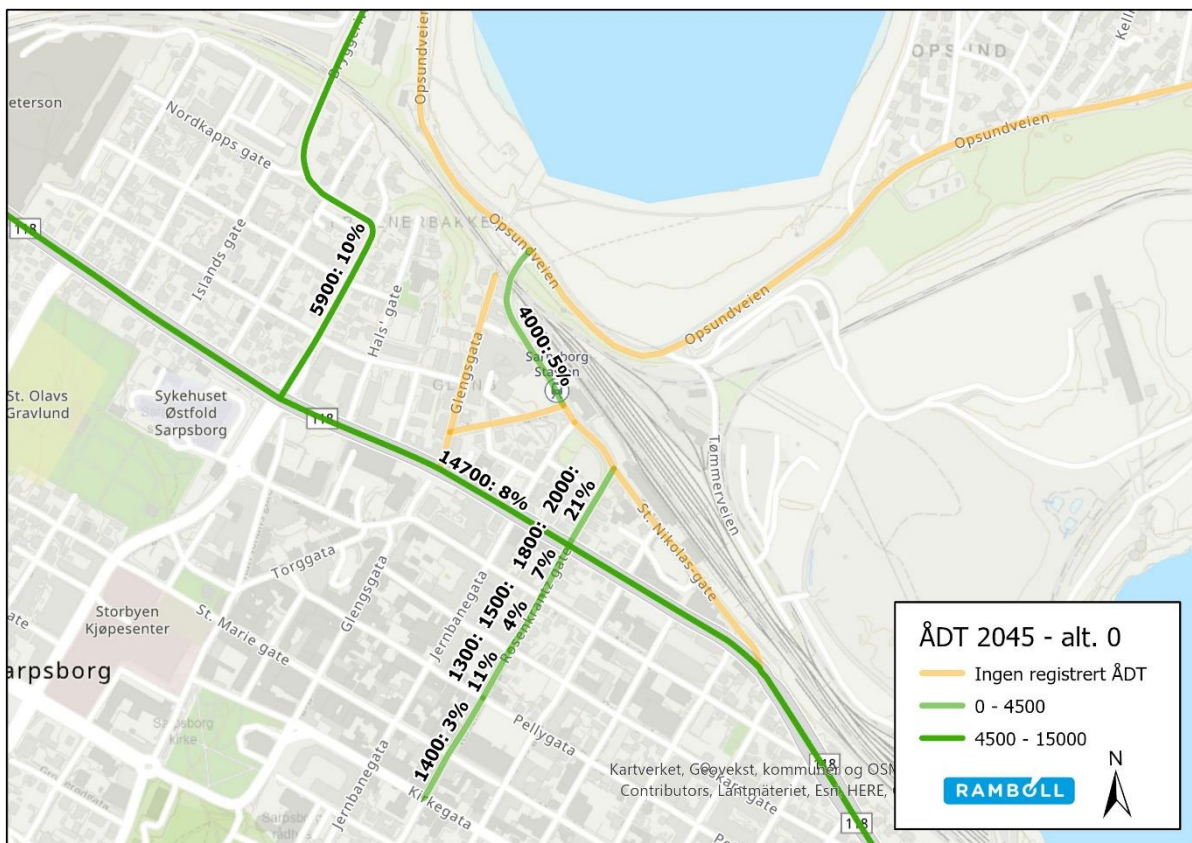 OPSUND
Opsundveien
eterson
Nordkapps gate
Opsundveien
118
Opsundveien
Islands gate
5900: 10%
Hals' gate
Glengsgata
4000: 5%
Opsundveien
GLENG
St. Olavs
Gravlund
Sykehuset
Østfold
Sarpsborg
118
Tømmerveien
14700: 8%
2000:
21%
1800:
7%
1500:
4%
1300:
11%
1400: 3%
St. Nikolas gate
Rosenkrantz gate
Torggata
Glengsgata
Jernbanegata
Storbyen
Kjøpesenter
St. Marie gate
arpsborg
Sarpsborg
kirke
Pellygata
Jernbanegata
Kirkegata
gate
118
118
Kartverket, Geovekst, kommuner og OSM
Contributors, Lantmäteriet, Esri, HERE,
ÅDT 2045 - alt. 0
Ingen registrert ÅDT
0 - 4500
4500 - 15000
RAMBOLL
N